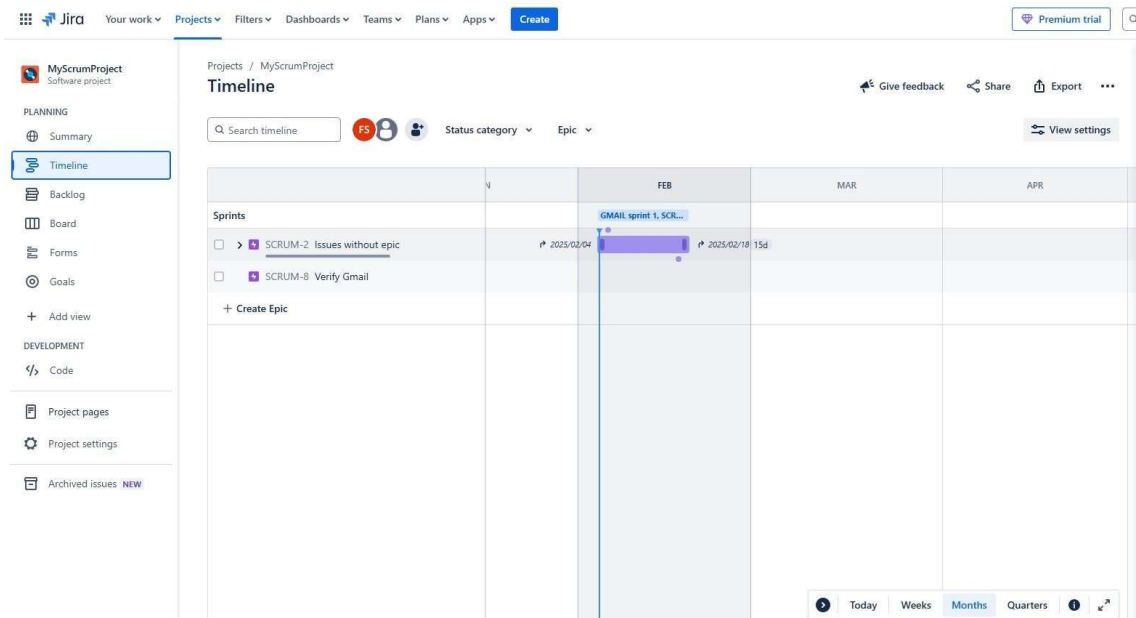 Jira Your work Projects Filters Dashboards Teams Plans Apps Create Premium trial
MyScrumProject
Software project
PLANNING
Summary
Timeline
Backlog
Board
Forms
Goals
Add view
DEVELOPMENT
Code
Project pages
Project settings
Archived issues NEW
Projects / MyScrumProject
Timeline
Give feedback Share Export
Search timeline FS Status category Epic View settings
FEB MAR APR
Sprints GMAIL sprint 1, SCR...
SCRUM-2 Issues without epic 2025/02/04 2025/02/18 15d
SCRUM-8 Verify Gmail
+ Create Epic
Today Weeks Months Quarters